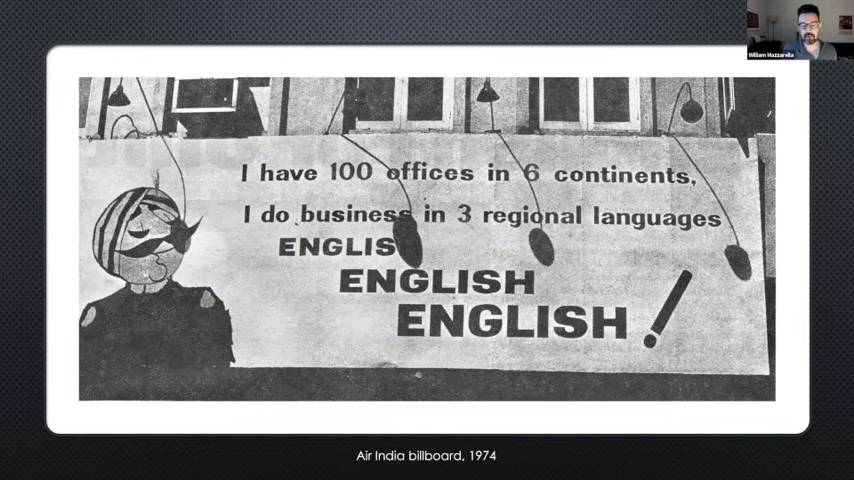 William Mazzarella
I have 100 offices in 6 continents,
I do business in 3 regional languages
ENGLIS
ENGLISH
ENGLISH!
Air India billboard, 1974